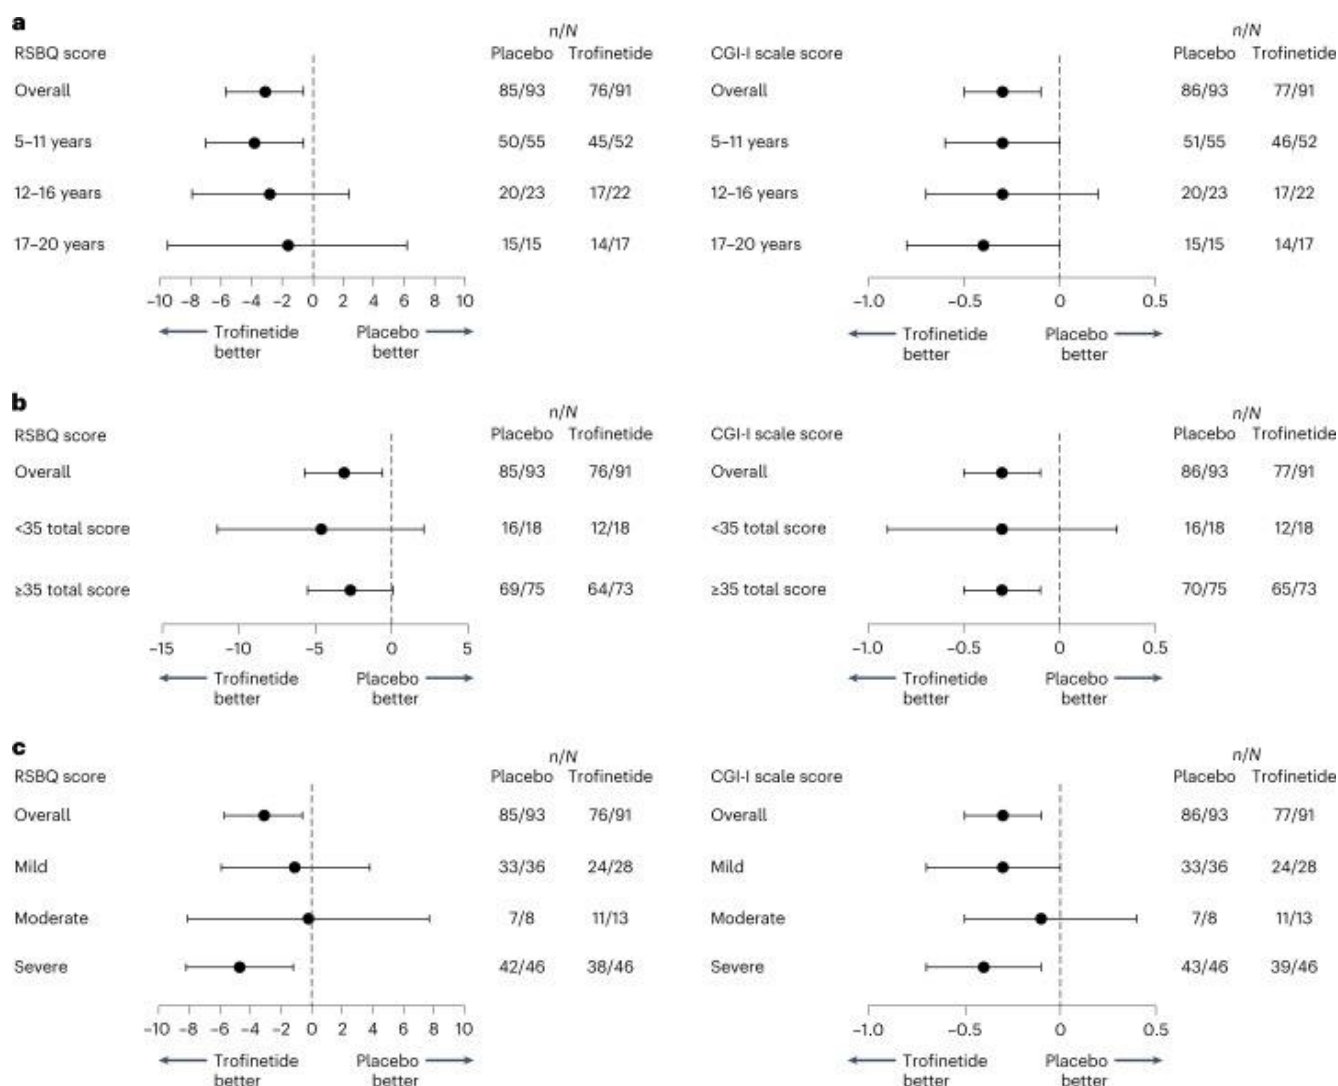 a
n/N
RSBQ score Placebo Trofinetide
Overall 85/93 76/91
5–11 years 50/55 45/52
12–16 years 20/23 17/22
17–20 years 15/15 14/17
–10 –8 –6 –4 –2 0 2 4 6 8 10
Trofinetide Placebo
better better
n/N
CGI-I scale score Placebo Trofinetide
Overall 86/93 77/91
5–11 years 51/55 46/52
12–16 years 20/23 17/22
17–20 years 15/15 14/17
–1.0 –0.5 0 0.5
Trofinetide Placebo
better better
b
n/N
RSBQ score Placebo Trofinetide
Overall 85/93 76/91
<35 total score 16/18 12/18
≥35 total score 69/75 64/73
–15 –10 –5 0 5
Trofinetide Placebo
better better
n/N
CGI-I scale score Placebo Trofinetide
Overall 86/93 77/91
<35 total score 16/18 12/18
≥35 total score 70/75 65/73
–1.0 –0.5 0 0.5
Trofinetide Placebo
better better
c
n/N
RSBQ score Placebo Trofinetide
Overall 85/93 76/91
Mild 33/36 24/28
Moderate 7/8 11/13
Severe 42/46 38/46
–10 –8 –6 –4 –2 0 2 4 6 8 10
Trofinetide Placebo
better better
n/N
CGI-I scale score Placebo Trofinetide
Overall 86/93 77/91
Mild 33/36 24/28
Moderate 7/8 11/13
Severe 43/46 39/46
–1.0 –0.5 0 0.5
Trofinetide Placebo
better better